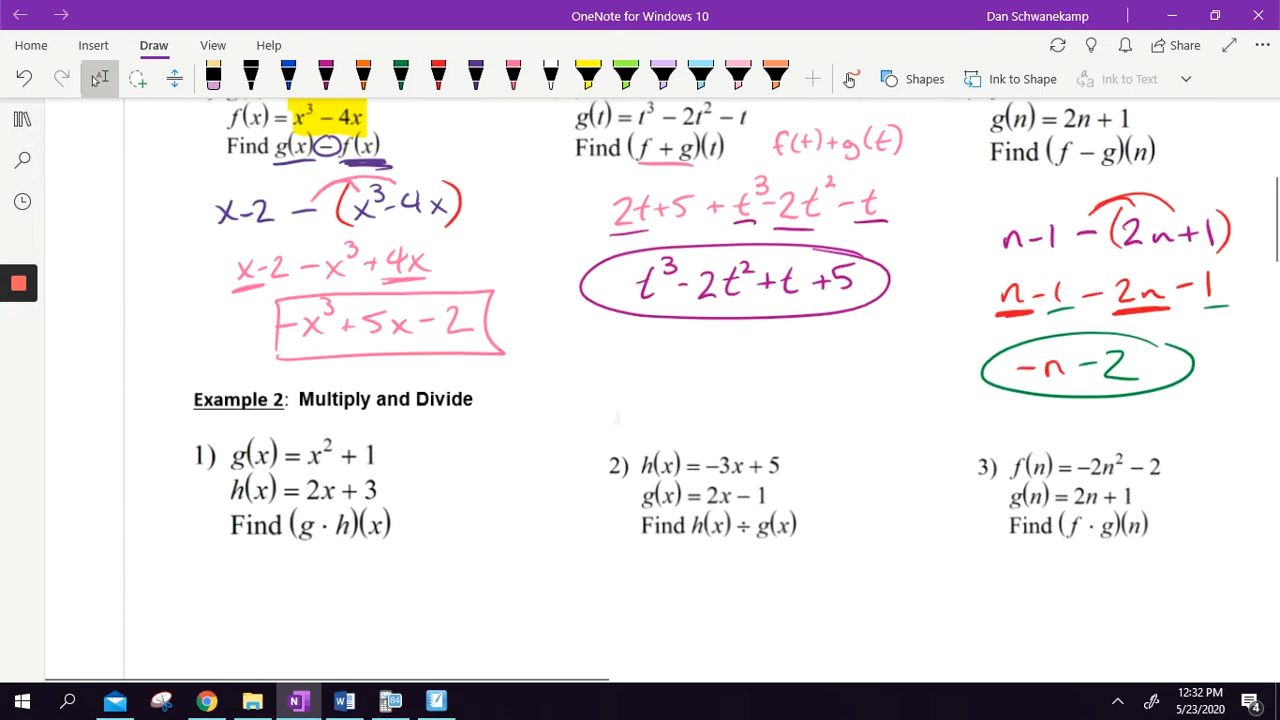 OneNote for Windows 10
Dan Schwanekamp
Home Insert Draw View Help
Share
Shapes Ink to Shape Ink to Text
f(x) = x³ − 4x
Find g(x) − f(x)
x-2 - (x³-4x)
x-2 -x³ + 4x
-x³ + 5x - 2
g(t) = t³ − 2t² − t
Find (f + g)(t)
f(t)+g(t)
2t+5 + t³-2t²-t
t³-2t²+t+5
g(n) = 2n + 1
Find (f − g)(n)
n-1 - (2n+1)
n-1 - 2n-1
-n-2
Example 2: Multiply and Divide
1) g(x) = x² + 1
h(x) = 2x + 3
Find (g · h)(x)
2) h(x) = −3x + 5
g(x) = 2x − 1
Find h(x) ÷ g(x)
3) f(n) = −2n² − 2
g(n) = 2n + 1
Find (f · g)(n)
12:32 PM
5/23/2020
4